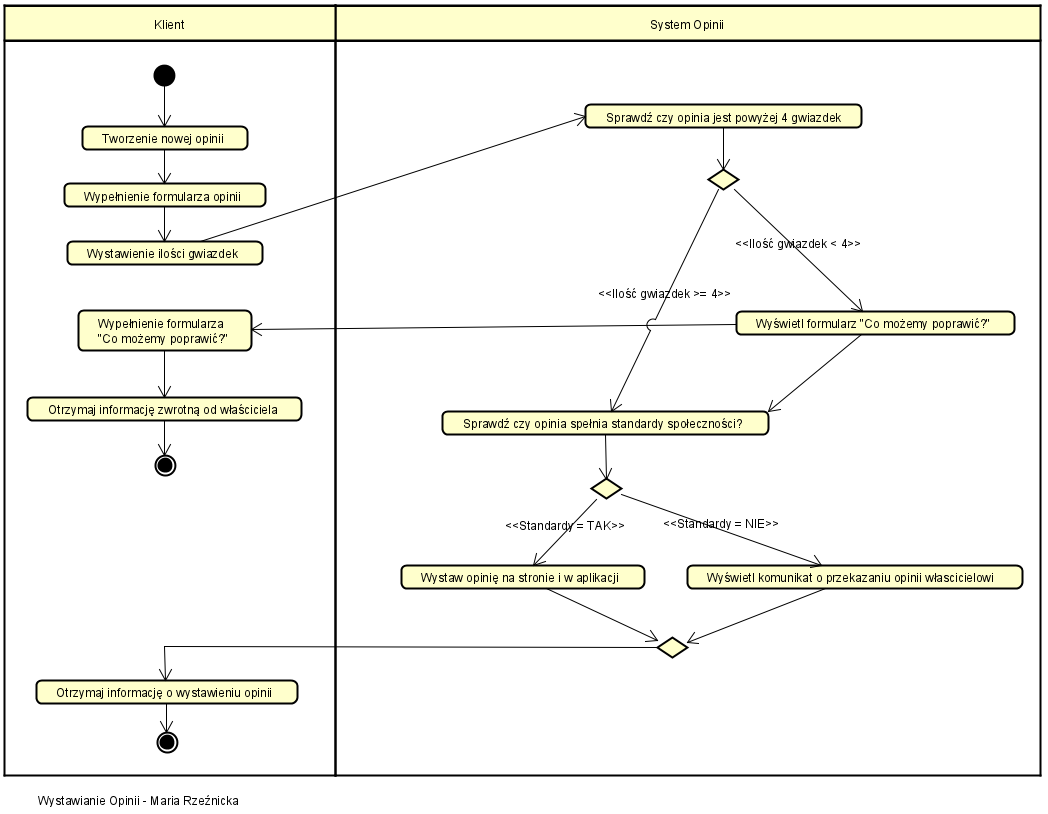 Klient
System Opinii
Sprawdź czy opinia jest powyżej 4 gwiazdek
Tworzenie nowej opinii
Wypełnienie formularza opinii
Wystawienie ilości gwiazdek
<<Ilość gwiazdek < 4>>
<<Ilość gwiazdek >= 4>>
Wypełnienie formularza
"Co możemy poprawić?"
Wyświetl formularz "Co możemy poprawić?"
Otrzymaj informację zwrotną od właściciela
Sprawdź czy opinia spełnia standardy społeczności?
<<Standardy = TAK>>
<<Standardy = NIE>>
Wystaw opinię na stronie i w aplikacji
Wyświetl komunikat o przekazaniu opinii włascicielowi
Otrzymaj informację o wystawieniu opinii
Wystawianie Opinii - Maria Rzeźnicka